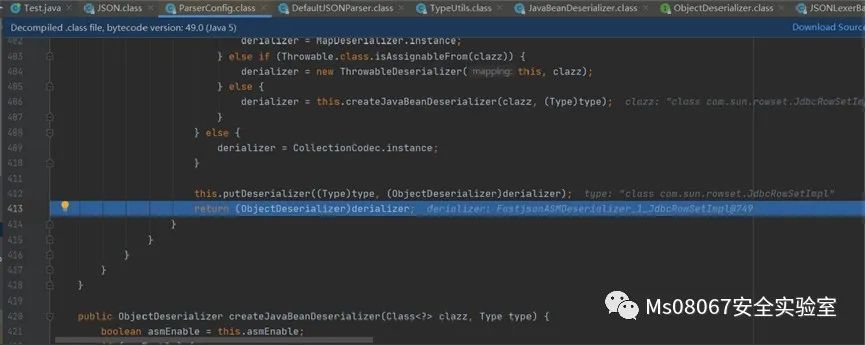 Test.java × JSON.class × ParserConfig.class × DefaultJSONParser.class × TypeUtils.class × JavaBeanDeserializer.class × ObjectDeserializer.class × JSONLexerBa
Decompiled .class file, bytecode version: 49.0 (Java 5) Download Sourc
402 derializer = MapDeserializer.instance;
403 } else if (Throwable.class.isAssignableFrom(clazz)) {
404 derializer = new ThrowableDeserializer( mapping: this, clazz);
405 } else {
406 derializer = this.createJavaBeanDeserializer(clazz, (Type)type); clazz: "class com.sun.rowset.JdbcRowSetImpl
407 }
408 } else {
409 derializer = CollectionCodec.instance;
410 }
411
412 this.putDeserializer((Type)type, (ObjectDeserializer)derializer); type: "class com.sun.rowset.JdbcRowSetImpl"
413 return (ObjectDeserializer)derializer; derializer: FastjsonASMDeserializer_1_JdbcRowSetImpl@749
414 }
415 }
416 }
417 }
418 }
419
420 public ObjectDeserializer createJavaBeanDeserializer(Class<?> clazz, Type type) {
421 boolean asmEnable = this.asmEnable;
Ms08067安全实验室